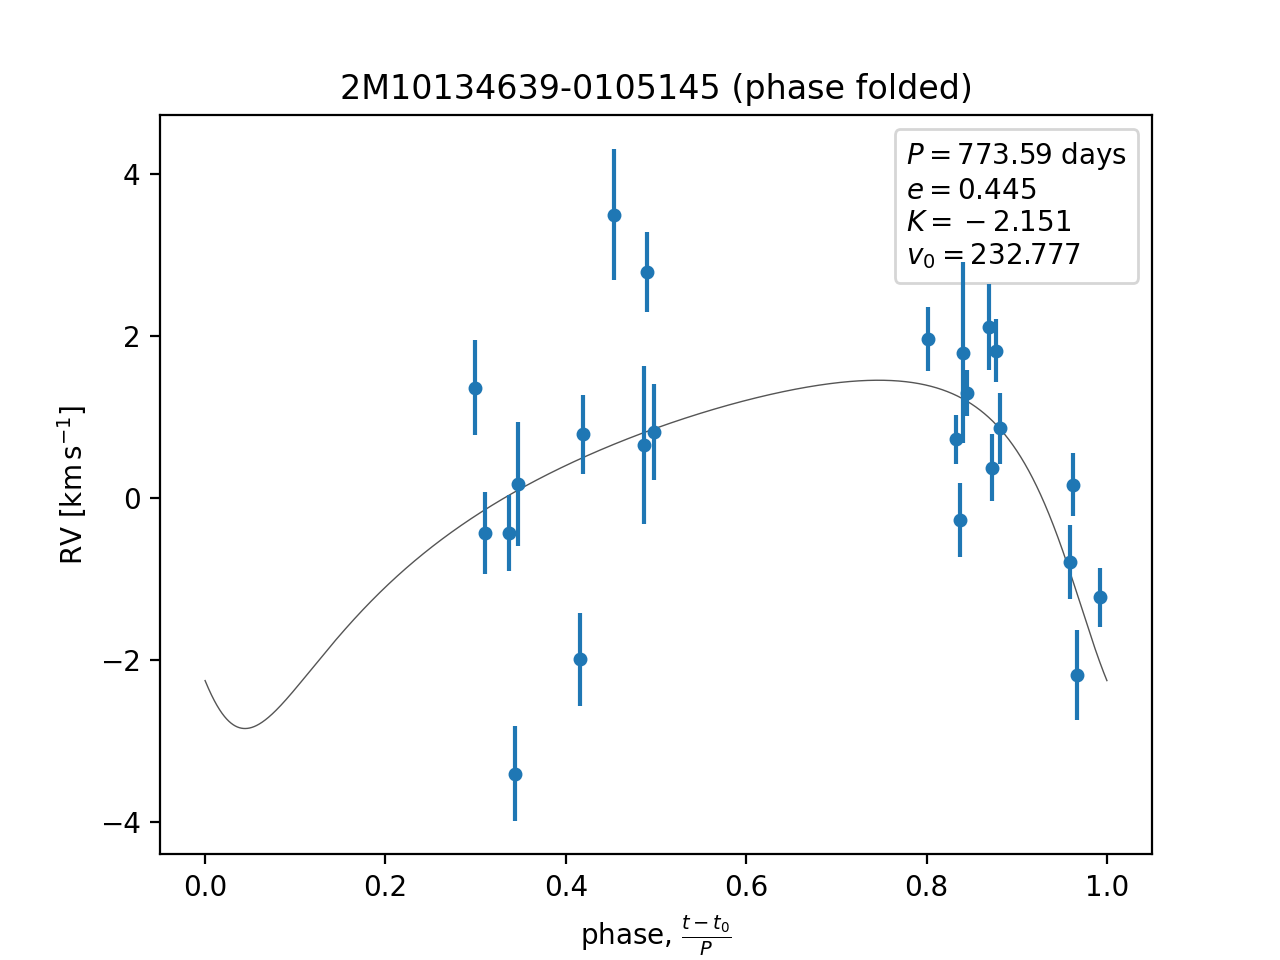 2M10134639-0105145 (phase folded)
P = 773.59 days
e = 0.445
K = −2.151
v₀ = 232.777
4
2
0
−2
−4
RV [km s⁻¹]
0.0 0.2 0.4 0.6 0.8 1.0
phase, (t − t₀)/P